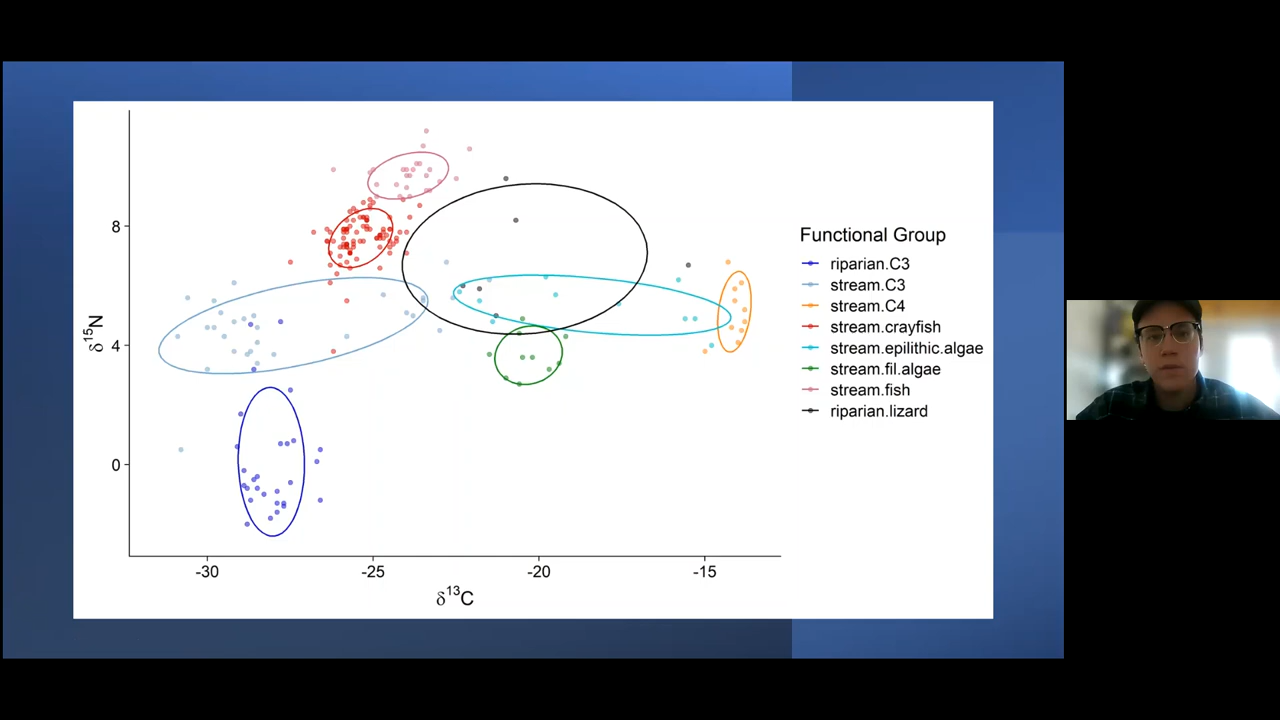 8
4
0
δ15N
-30
-25
-20
-15
δ13C
Functional Group
riparian.C3
stream.C3
stream.C4
stream.crayfish
stream.epilithic.algae
stream.fil.algae
stream.fish
riparian.lizard